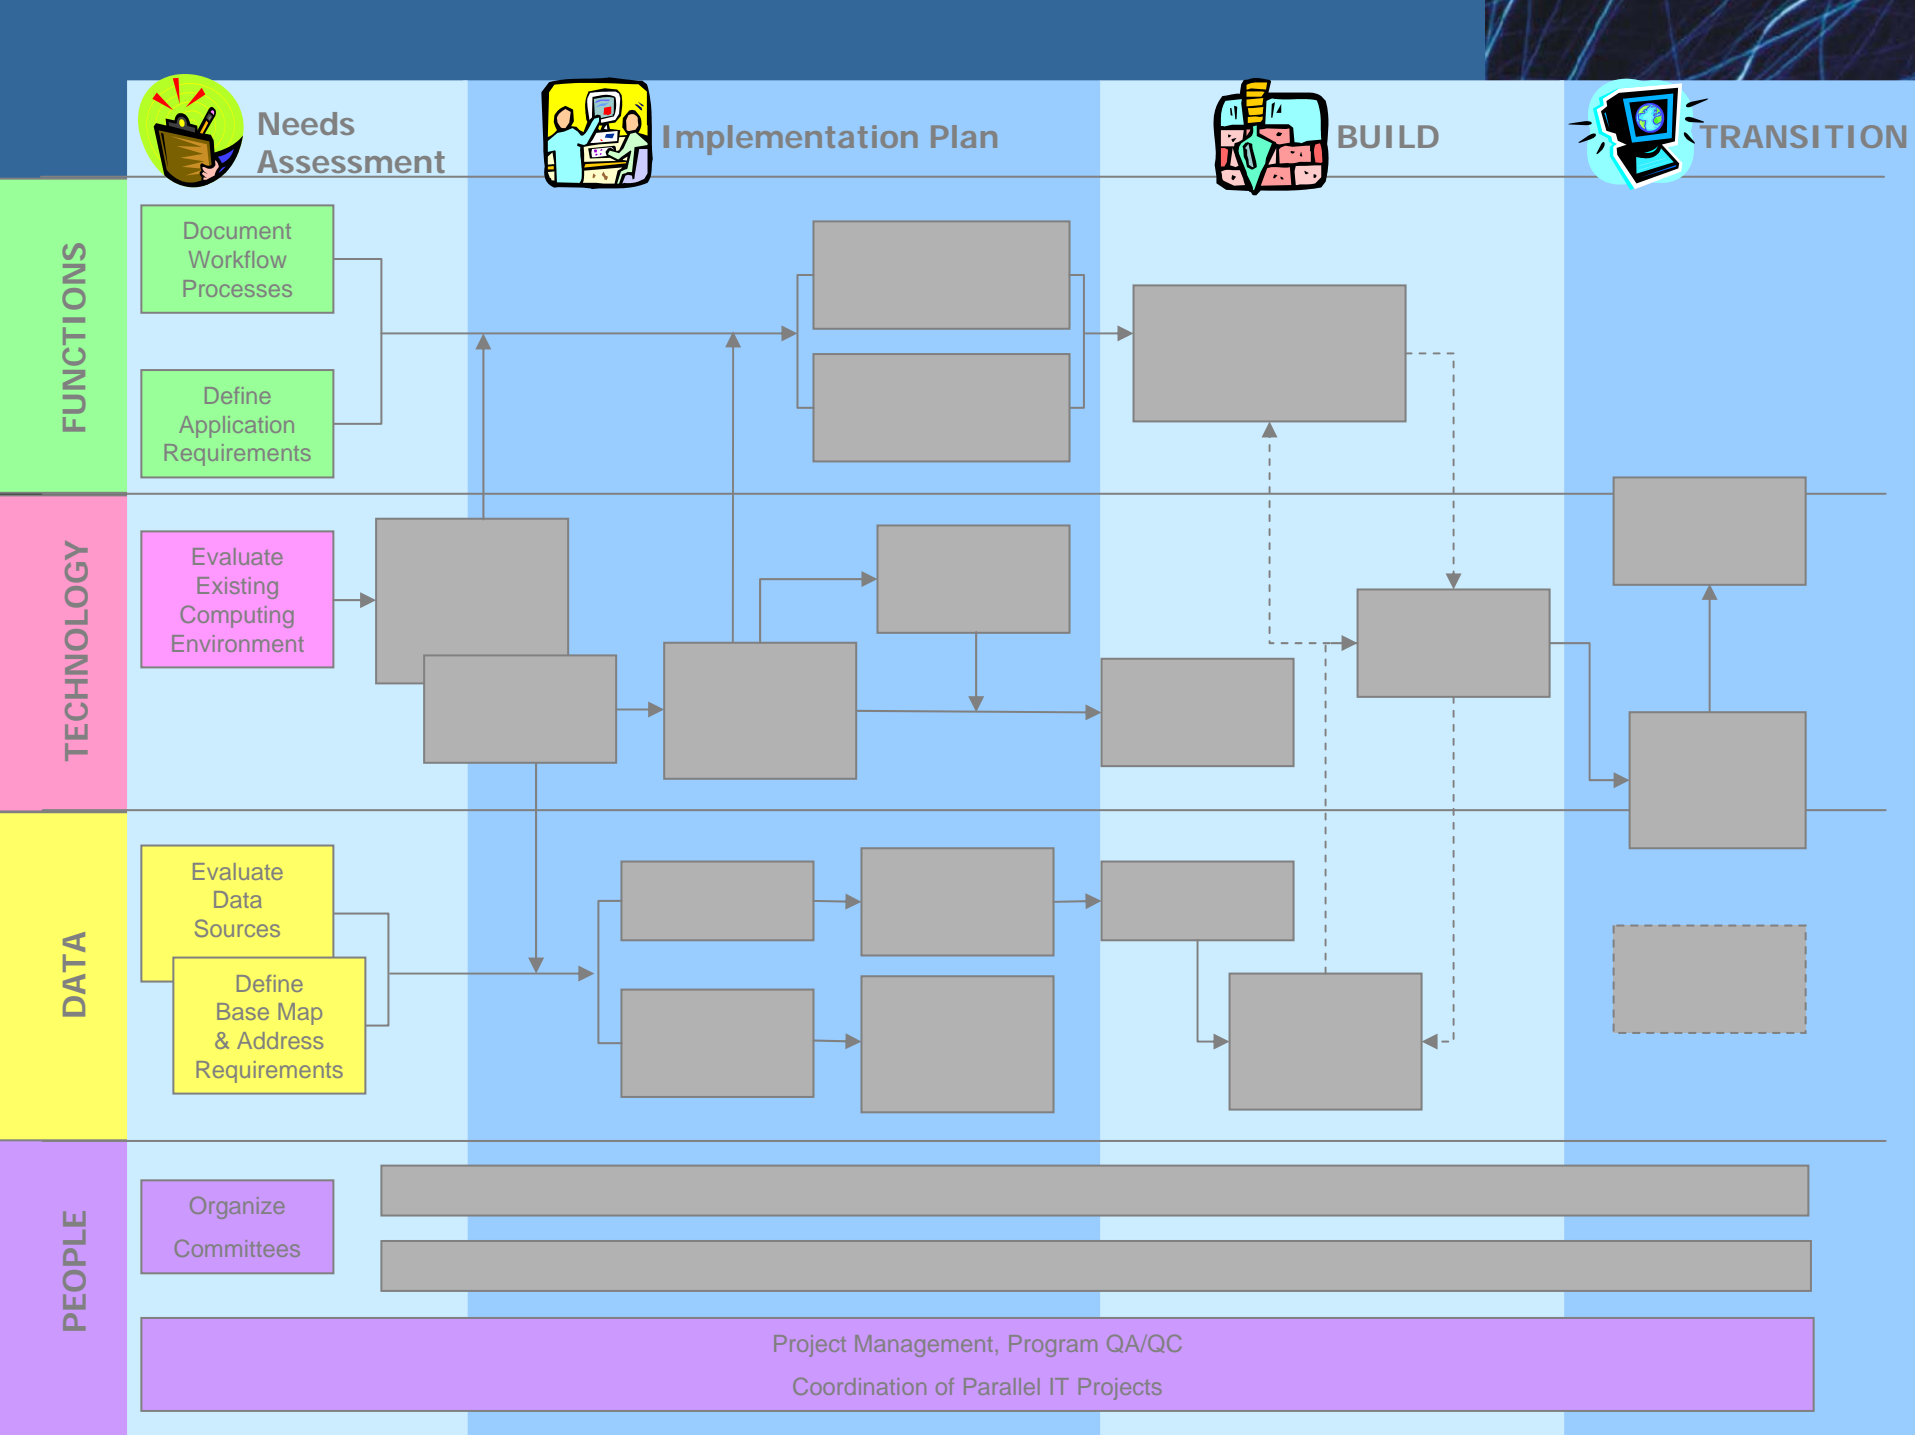 Needs
Assessment
Implementation Plan
BUILD
TRANSITION
FUNCTIONS
Document
Workflow
Processes
Define
Application
Requirements
TECHNOLOGY
Evaluate
Existing
Computing
Environment
DATA
Evaluate
Data
Sources
Define
Base Map
& Address
Requirements
PEOPLE
Organize
Committees
Project Management, Program QA/QC
Coordination of Parallel IT Projects